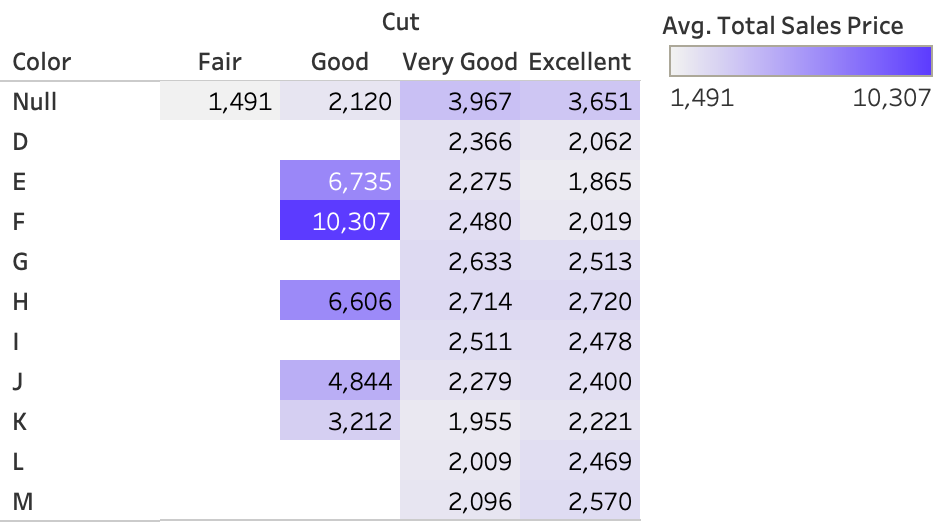 Cut
Color Fair Good Very Good Excellent
Null 1,491 2,120 3,967 3,651
D 2,366 2,062
E 6,735 2,275 1,865
F 10,307 2,480 2,019
G 2,633 2,513
H 6,606 2,714 2,720
I 2,511 2,478
J 4,844 2,279 2,400
K 3,212 1,955 2,221
L 2,009 2,469
M 2,096 2,570
Avg. Total Sales Price
1,491 10,307